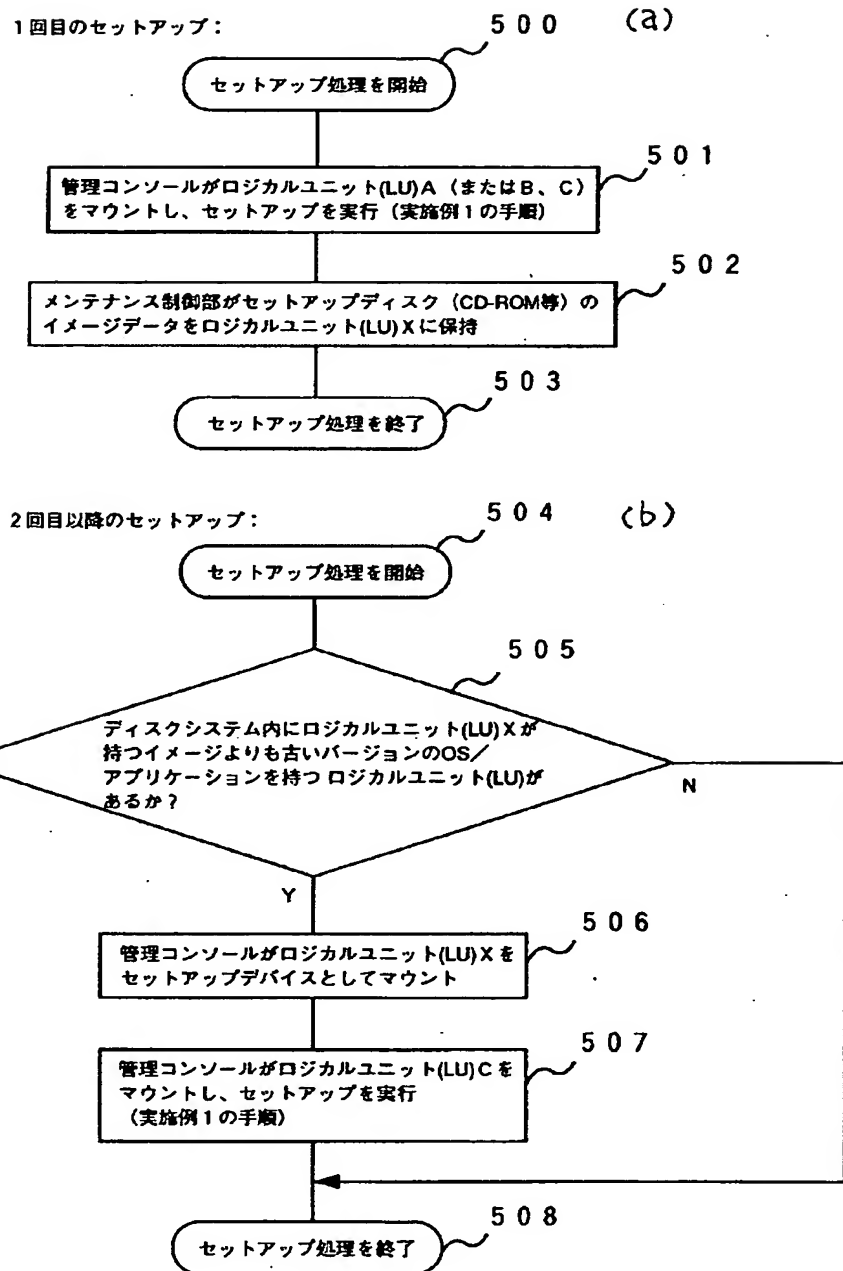 1回目のセットアップ：
500
(a)
セットアップ処理を開始
501
管理コンソールがロジカルユニット(LU)A（またはB、C）
をマウントし、セットアップを実行（実施例1の手順）
502
メンテナンス制御部がセットアップディスク（CD-ROM等）の
イメージデータをロジカルユニット(LU)Xに保持
503
セットアップ処理を終了
2回目以降のセットアップ：
504
(b)
セットアップ処理を開始
505
ディスクシステム内にロジカルユニット(LU)Xが
持つイメージよりも古いバージョンのOS／
アプリケーションを持つロジカルユニット(LU)が
あるか？
N
Y
506
管理コンソールがロジカルユニット(LU)Xを
セットアップデバイスとしてマウント
507
管理コンソールがロジカルユニット(LU)Cを
マウントし、セットアップを実行
（実施例1の手順）
508
セットアップ処理を終了